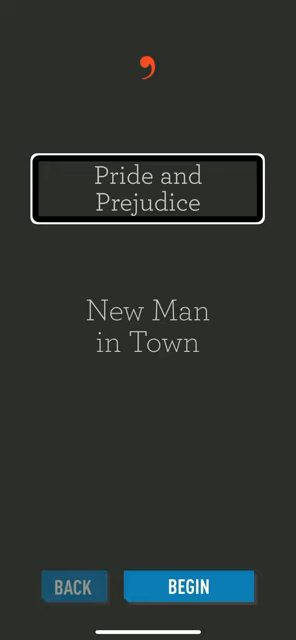 ,
Pride and
Prejudice
New Man
in Town
BACK
BEGIN